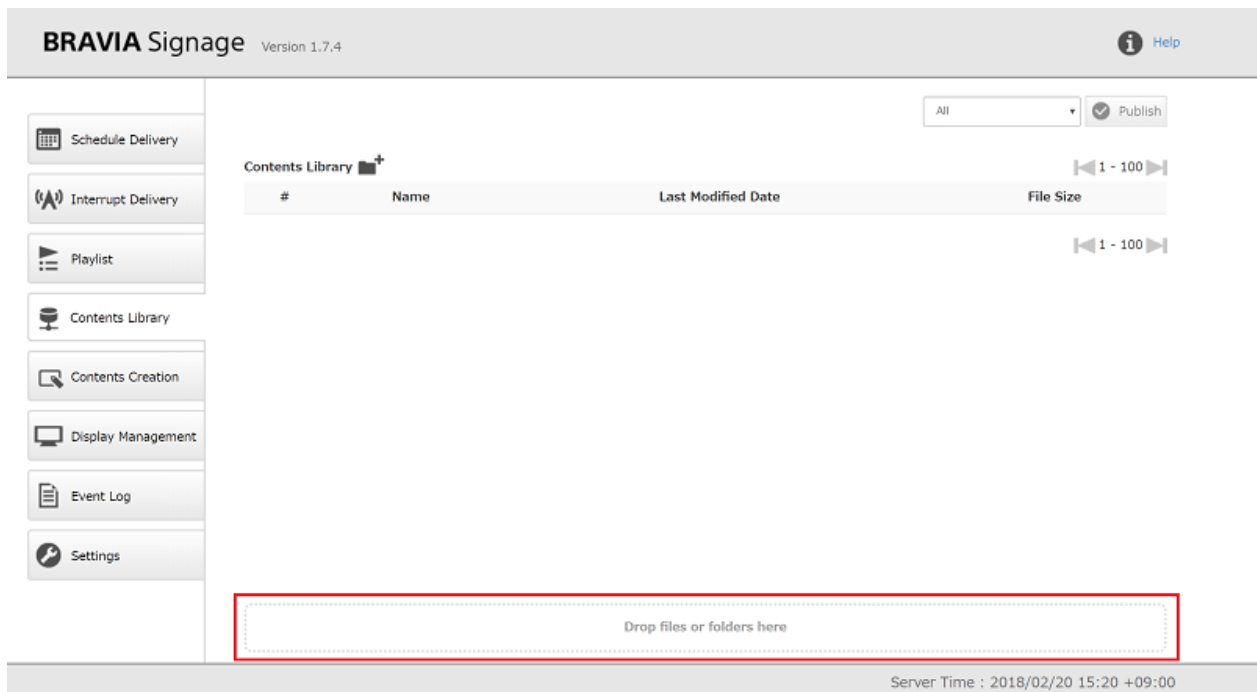 BRAVIA Signage Version 1.7.4
Help
All
Publish
Schedule Delivery
Interrupt Delivery
Playlist
Contents Library
Contents Creation
Display Management
Event Log
Settings
Contents Library
1 - 100
# Name Last Modified Date File Size
1 - 100
Drop files or folders here
Server Time : 2018/02/20 15:20 +09:00